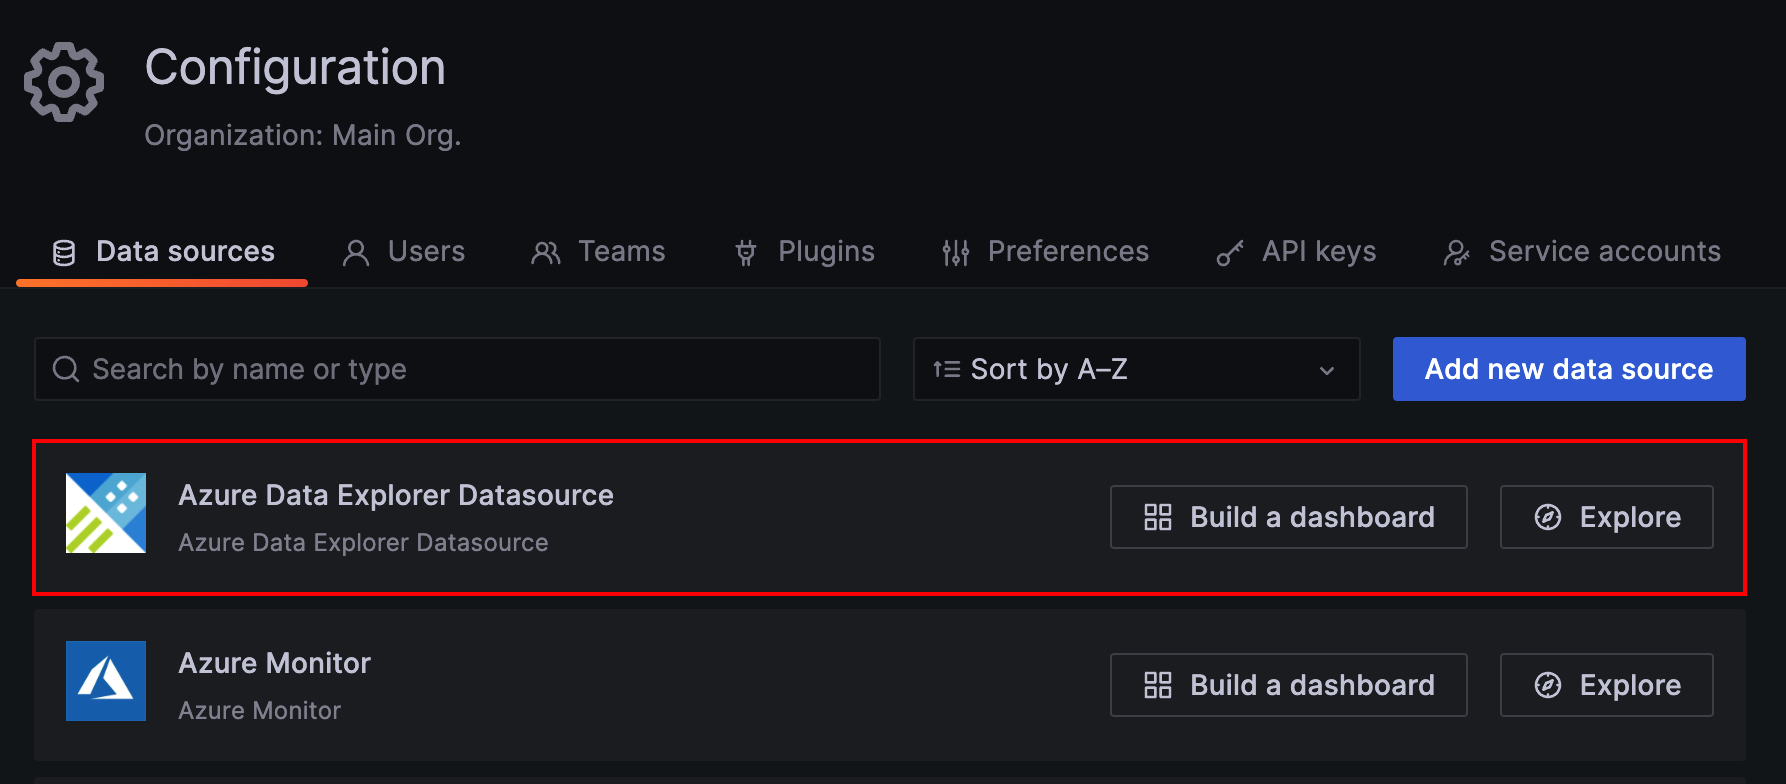 Configuration
Organization: Main Org.
Data sources Users Teams Plugins Preferences API keys Service accounts
Search by name or type Sort by A–Z Add new data source
Azure Data Explorer Datasource
Azure Data Explorer Datasource
Build a dashboard Explore
Azure Monitor
Azure Monitor
Build a dashboard Explore